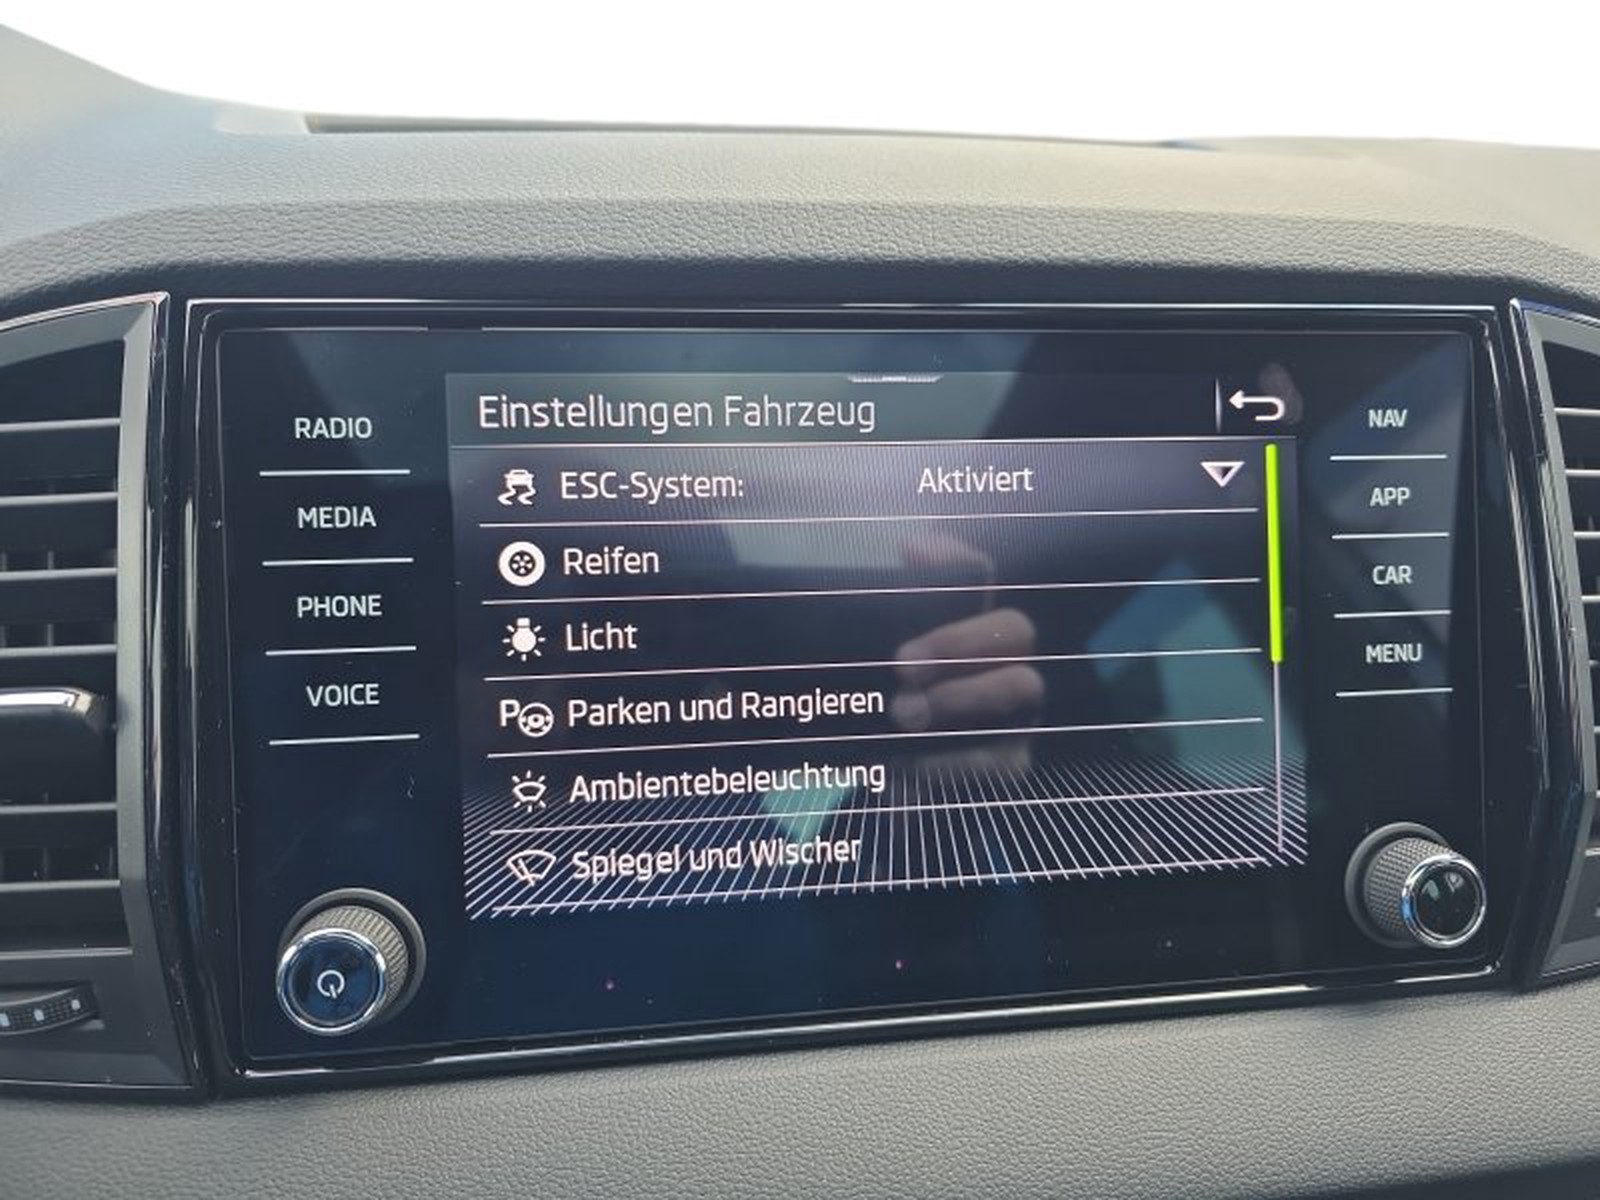 RADIO
MEDIA
PHONE
VOICE
Einstellungen Fahrzeug
ESC-System: Aktiviert
Reifen
Licht
P Parken und Rangieren
Ambientebeleuchtung
Spiegel und Wischer
NAV
APP
CAR
MENU